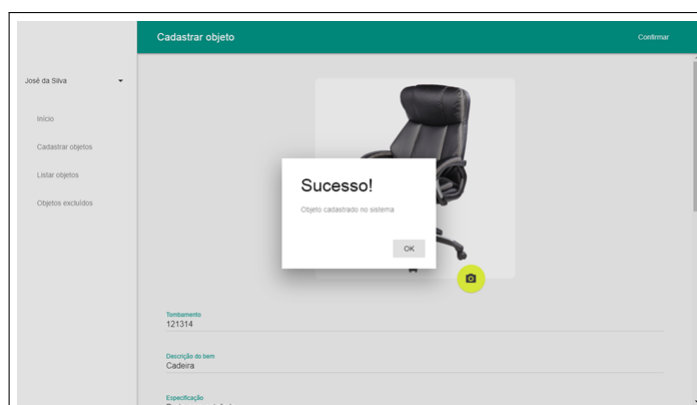 Cadastrar objeto
Confirmar
José da Silva
Início
Cadastrar objetos
Listar objetos
Objetos excluídos
Sucesso!
Objeto cadastrado no sistema
OK
Tombamento
121314
Descrição do bem
Cadeira
Especificação